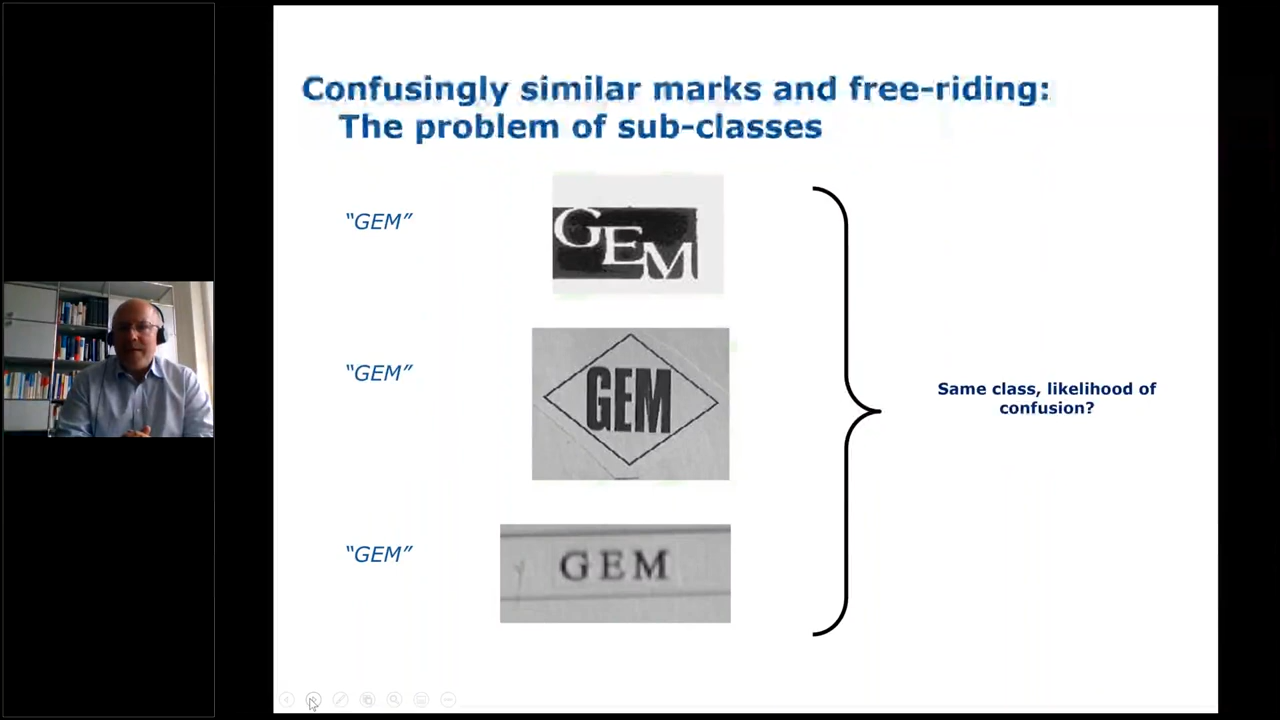 Confusingly similar marks and free-riding:
The problem of sub-classes
“GEM”
GEM
“GEM”
GEM
Same class, likelihood of
confusion?
“GEM”
GEM